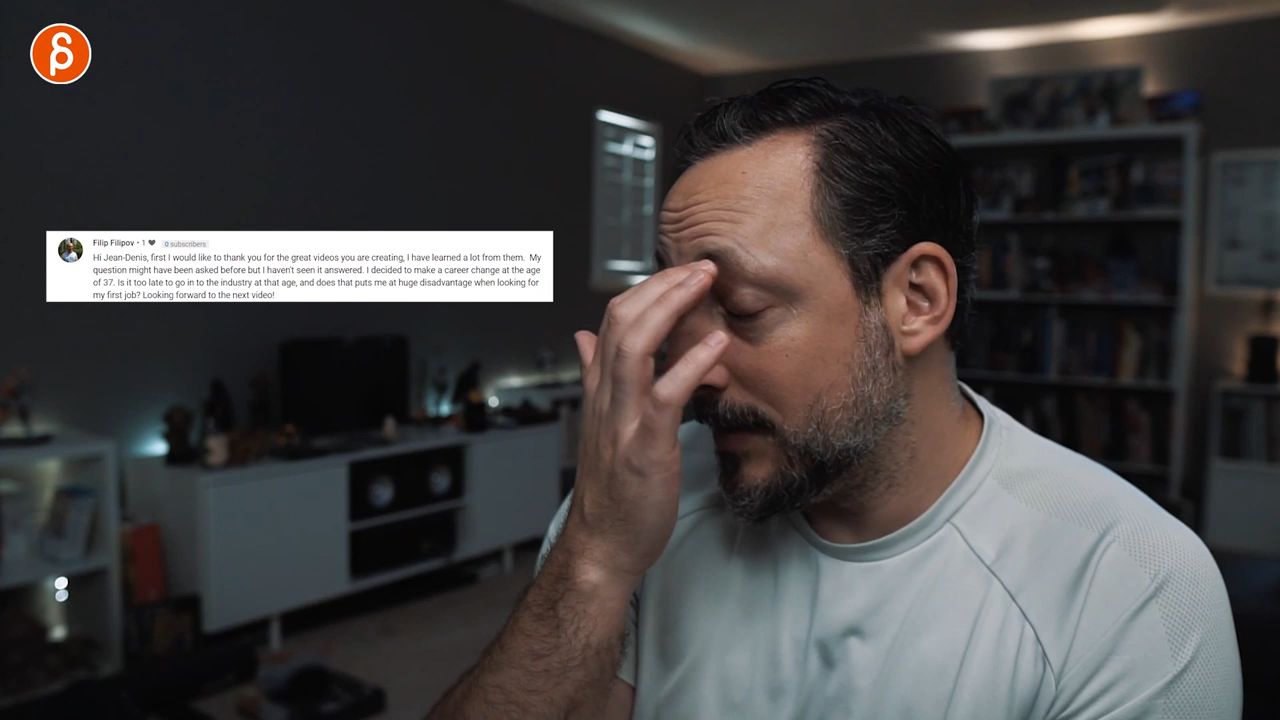 Filip Filipov • 1 ♥ 0 subscribers
Hi Jean-Denis, first I would like to thank you for the great videos you are creating, I have learned a lot from them. My
question might have been asked before but I haven't seen it answered. I decided to make a career change at the age
of 37. Is it too late to go in to the industry at that age, and does that puts me at huge disadvantage when looking for
my first job? Looking forward to the next video!